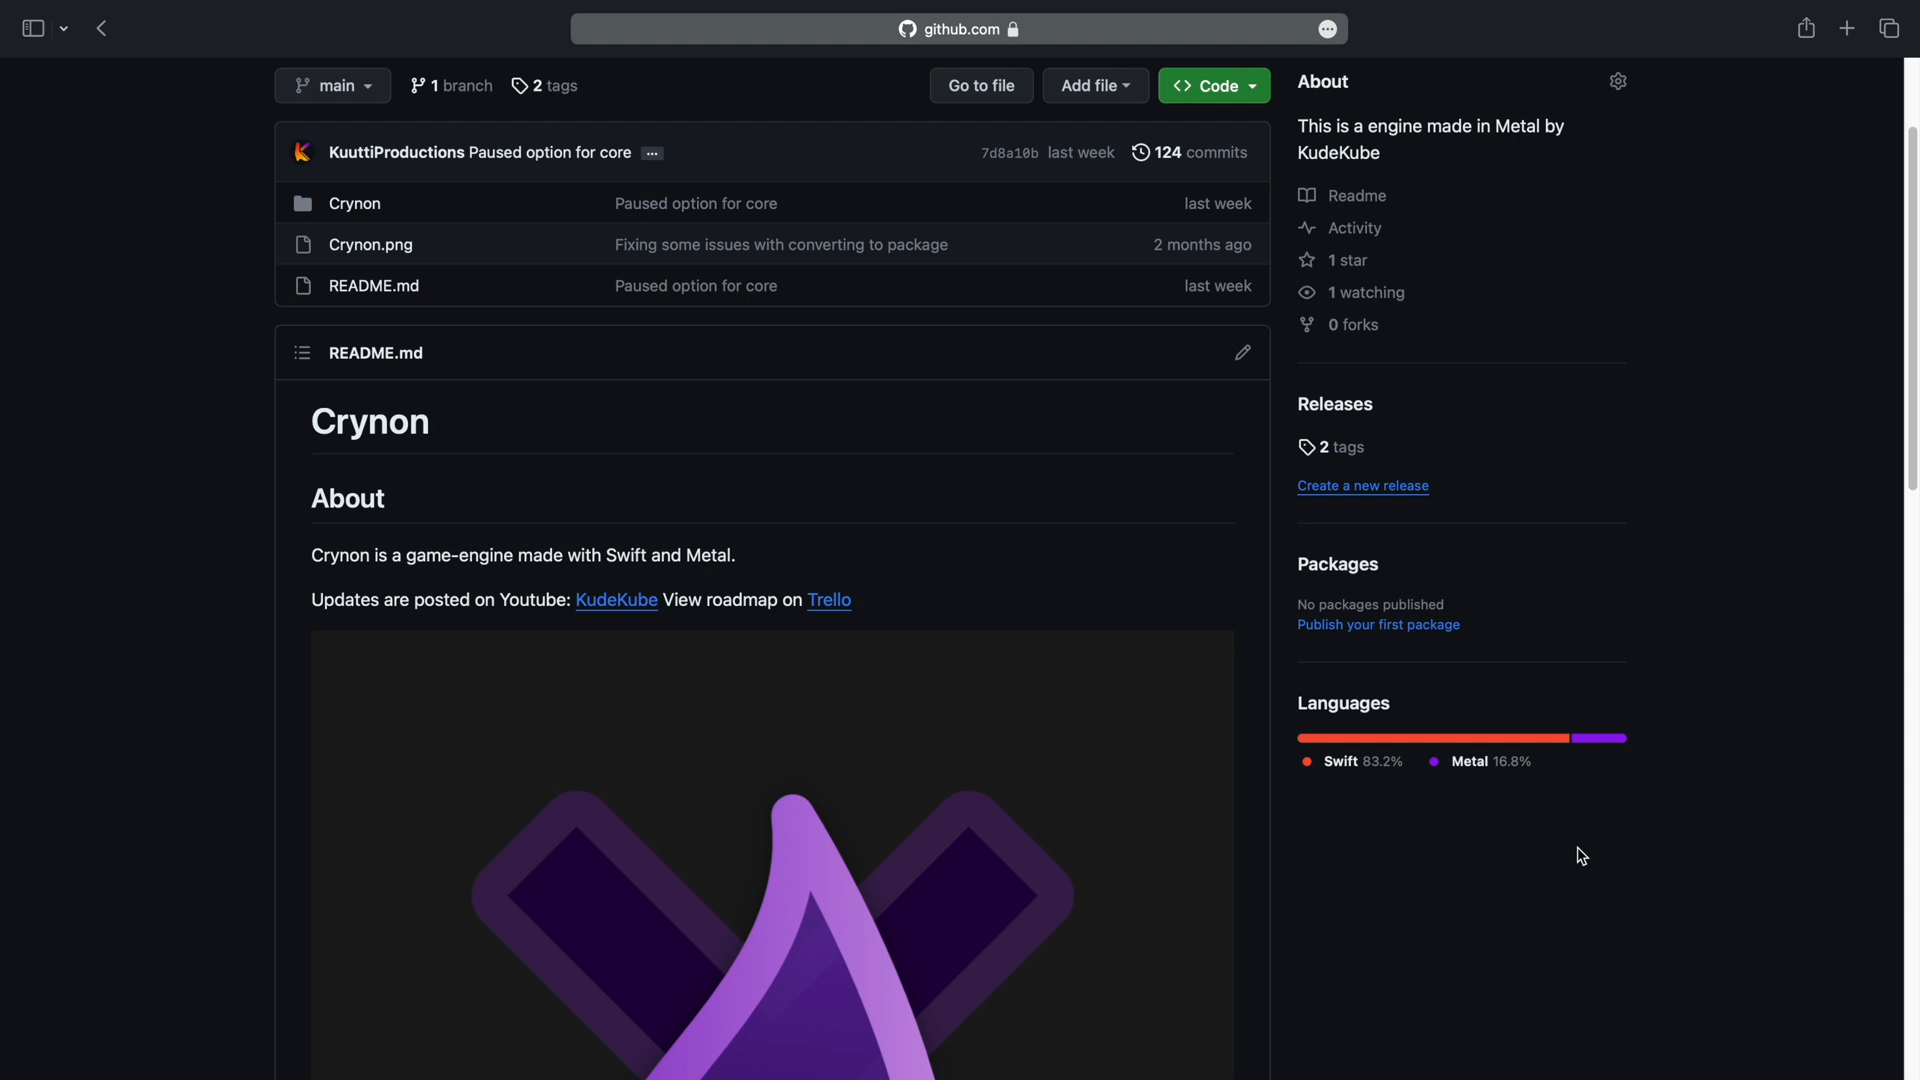 github.com
main
1 branch
2 tags
Go to file
Add file
Code
KuuttiProductions Paused option for core ...
7d8a10b last week
124 commits
Crynon
Paused option for core
last week
Crynon.png
Fixing some issues with converting to package
2 months ago
README.md
Paused option for core
last week
README.md
Crynon
About
Crynon is a game-engine made with Swift and Metal.
Updates are posted on Youtube: KudeKube View roadmap on Trello
About
This is a engine made in Metal by
KudeKube
Readme
Activity
1 star
1 watching
0 forks
Releases
2 tags
Create a new release
Packages
No packages published
Publish your first package
Languages
Swift 83.2%
Metal 16.8%